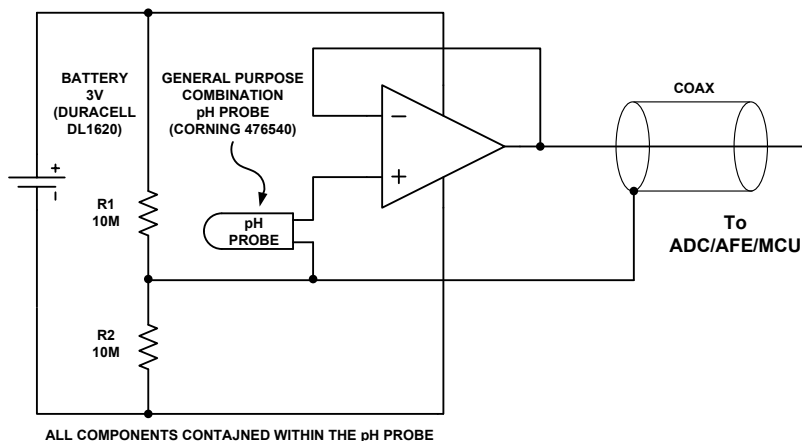 BATTERY
3V
(DURACELL
DL1620)
GENERAL PURPOSE
COMBINATION
pH PROBE
(CORNING 476540)
COAX
+
−
−
+
R1
10M
pH
PROBE
To
ADC/AFE/MCU
R2
10M
ALL COMPONENTS CONTAJNED WITHIN THE pH PROBE